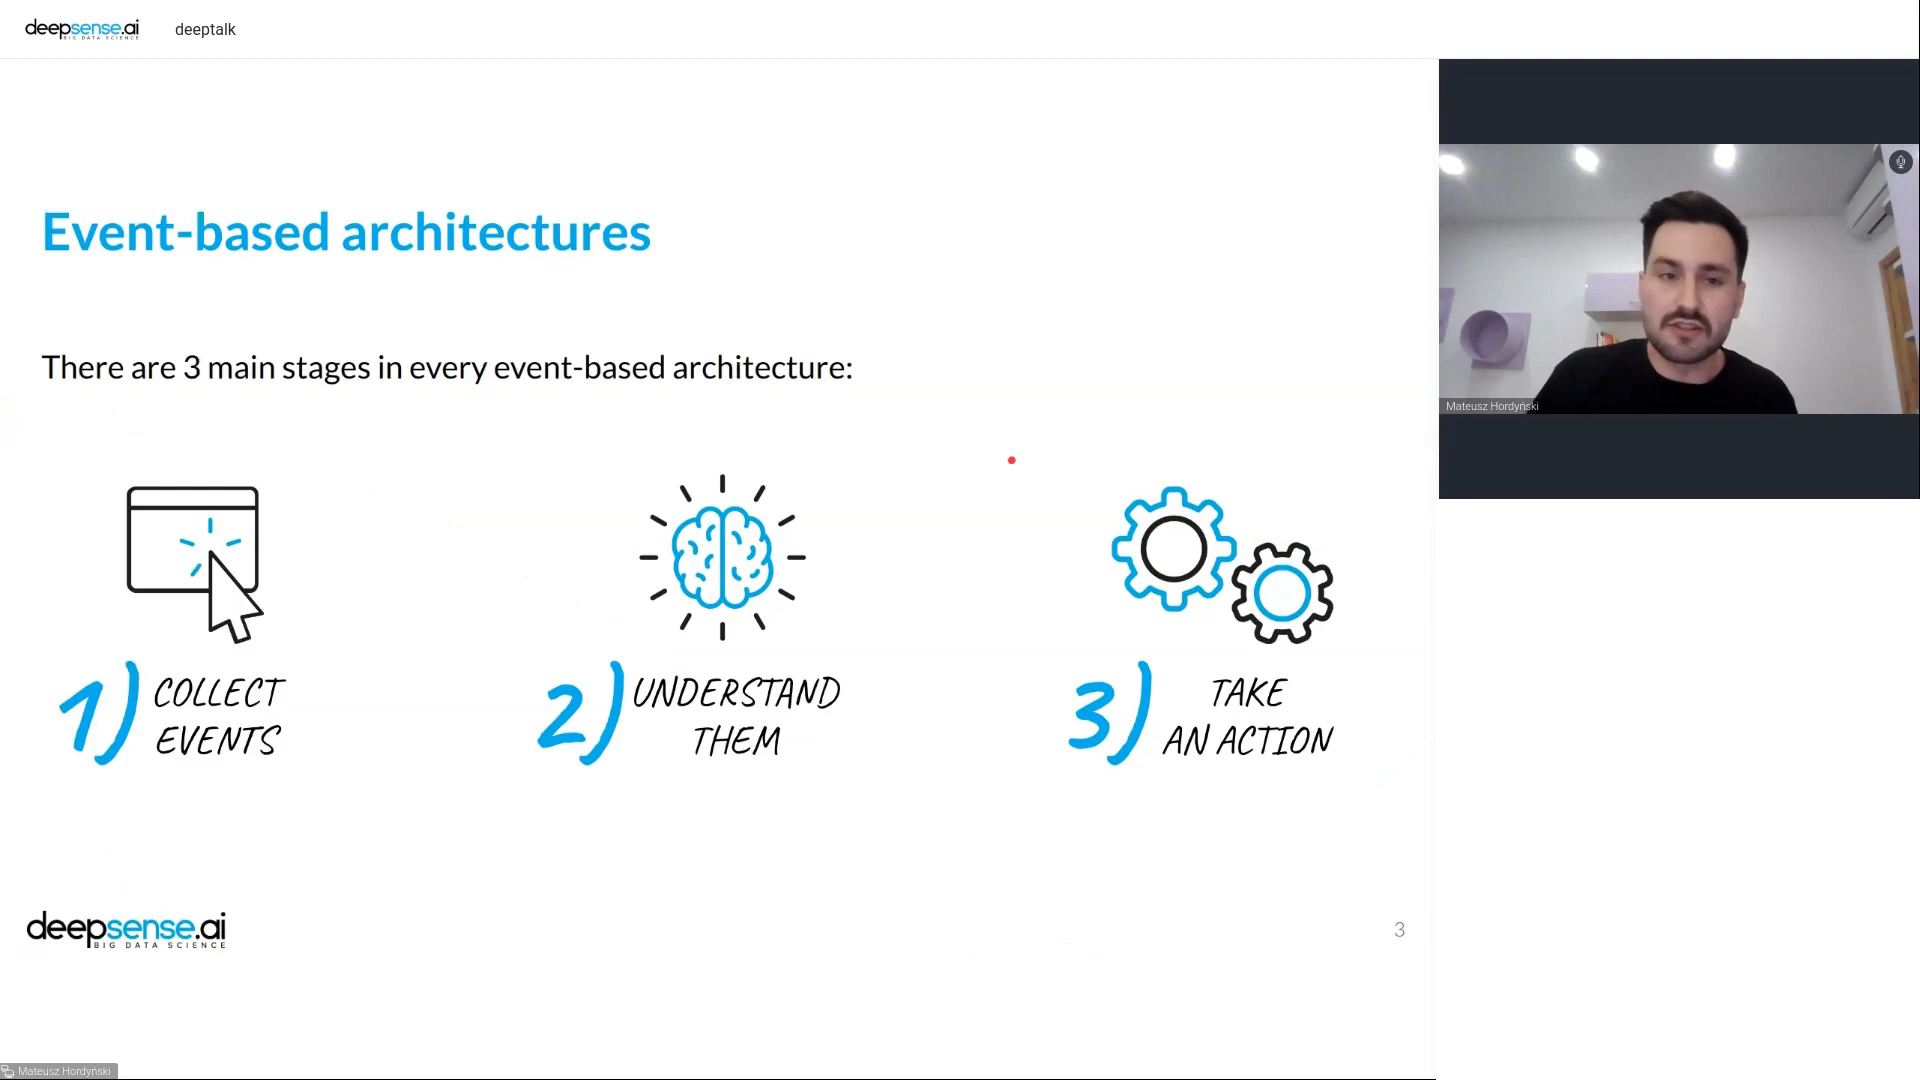 deepsense.ai
BIG DATA SCIENCE
deeptalk
Event-based architectures
There are 3 main stages in every event-based architecture:
1) COLLECT
EVENTS
2) UNDERSTAND
THEM
3) TAKE
AN ACTION
deepsense.ai
BIG DATA SCIENCE
3
Mateusz Hordyński
Mateusz Hordyński